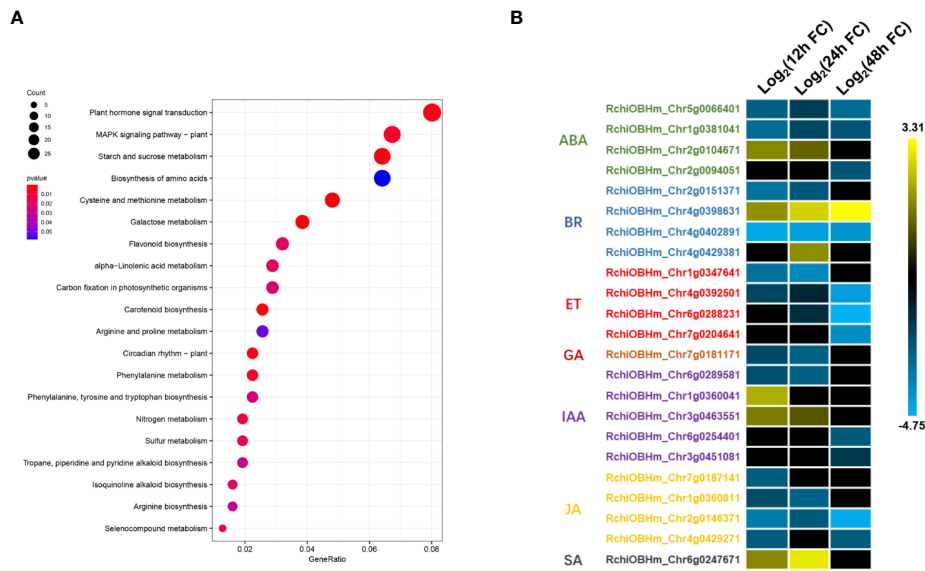 A
Count
5
10
15
20
25
pvalue
0.01
0.02
0.03
0.04
0.05
Plant hormone signal transduction
MAPK signaling pathway − plant
Starch and sucrose metabolism
Biosynthesis of amino acids
Cysteine and methionine metabolism
Galactose metabolism
Flavonoid biosynthesis
alpha−Linolenic acid metabolism
Carbon fixation in photosynthetic organisms
Carotenoid biosynthesis
Arginine and proline metabolism
Circadian rhythm − plant
Phenylalanine metabolism
Phenylalanine, tyrosine and tryptophan biosynthesis
Nitrogen metabolism
Sulfur metabolism
Tropane, piperidine and pyridine alkaloid biosynthesis
Isoquinoline alkaloid biosynthesis
Arginine biosynthesis
Selenocompound metabolism
0.02 0.04 0.06 0.08
GeneRatio
B
Log2(12h FC) Log2(24h FC) Log2(48h FC)
ABA
RchiOBHm_Chr5g0066401
RchiOBHm_Chr1g0381041
RchiOBHm_Chr2g0104671
RchiOBHm_Chr2g0094051
BR
RchiOBHm_Chr2g0151371
RchiOBHm_Chr4g0398631
RchiOBHm_Chr4g0402891
RchiOBHm_Chr4g0429381
ET
RchiOBHm_Chr1g0347641
RchiOBHm_Chr4g0392501
RchiOBHm_Chr6g0288231
RchiOBHm_Chr7g0204641
GA
RchiOBHm_Chr7g0181171
IAA
RchiOBHm_Chr6g0289581
RchiOBHm_Chr1g0360041
RchiOBHm_Chr3g0463551
RchiOBHm_Chr6g0254401
RchiOBHm_Chr3g0451081
JA
RchiOBHm_Chr7g0187141
RchiOBHm_Chr1g0360811
RchiOBHm_Chr2g0146371
RchiOBHm_Chr4g0429271
SA
RchiOBHm_Chr6g0247671
3.31
-4.75